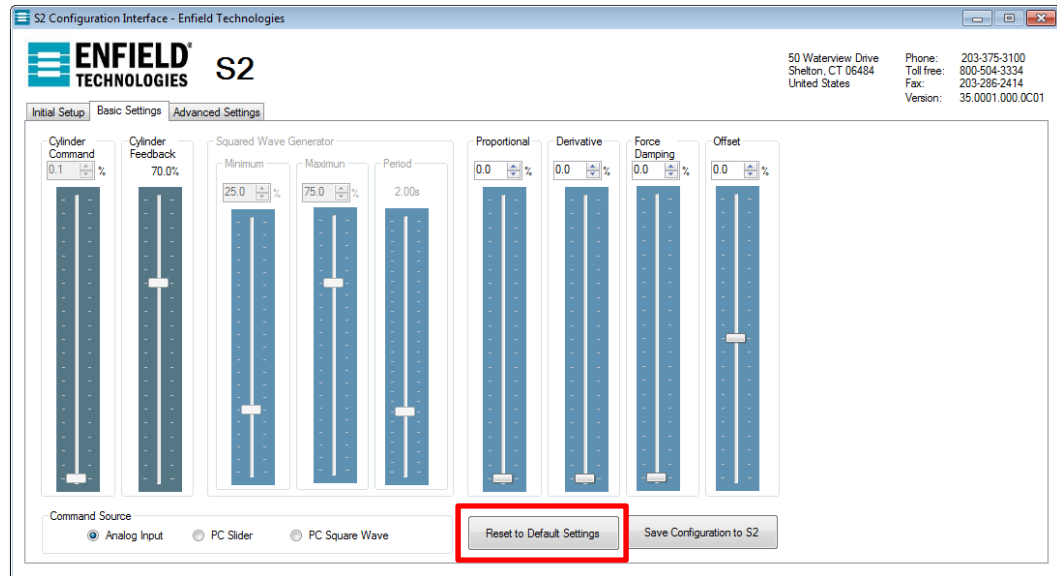 S2 Configuration Interface - Enfield Technologies
ENFIELD
TECHNOLOGIES
S2
50 Waterview Drive
Shelton, CT 06484
United States
Phone: 203-375-3100
Toll free: 800-504-3334
Fax: 203-286-2414
Version: 35.0001.000.0C01
Initial Setup Basic Settings Advanced Settings
Cylinder Command
0.1 %
Cylinder Feedback
70.0%
Squared Wave Generator
Minimum
25.0 %
Maximun
75.0 %
Period
2.00s
Proportional
0.0 %
Derivative
0.0 %
Force Damping
0.0 %
Offset
0.0 %
Command Source
Analog Input PC Slider PC Square Wave
Reset to Default Settings
Save Configuration to S2